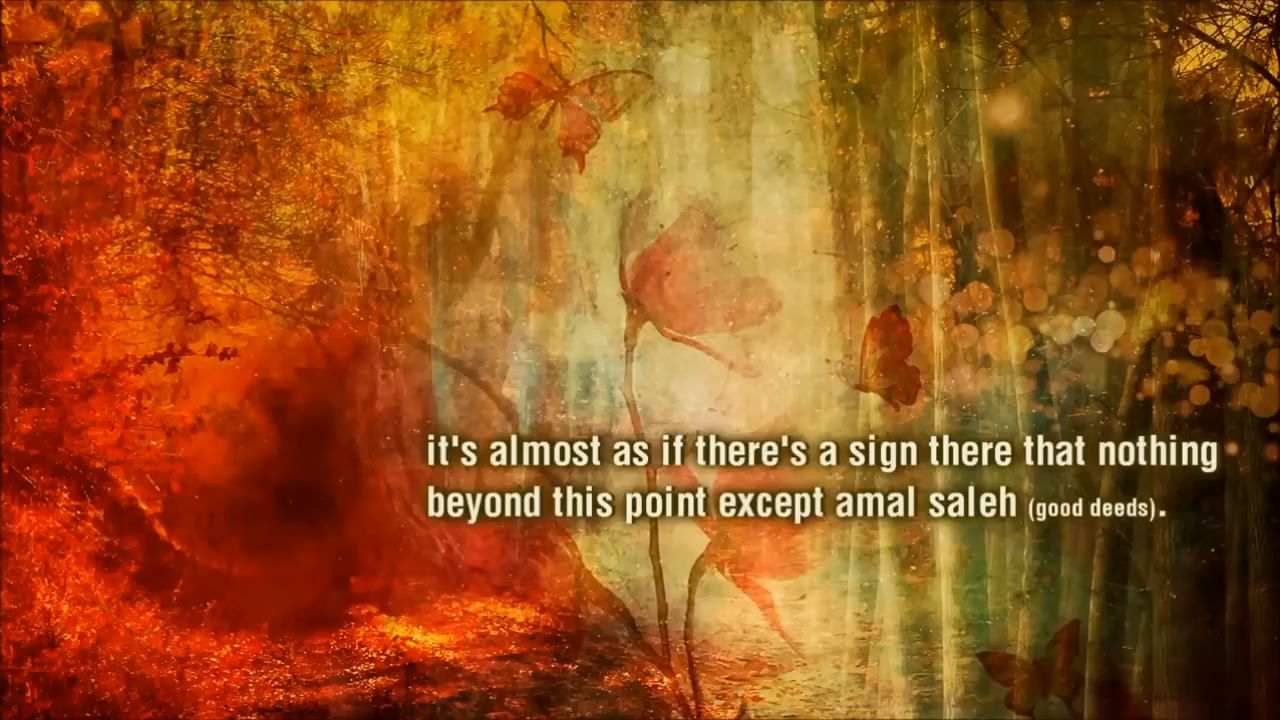 it's almost as if there's a sign there that nothing
beyond this point except amal saleh (good deeds).